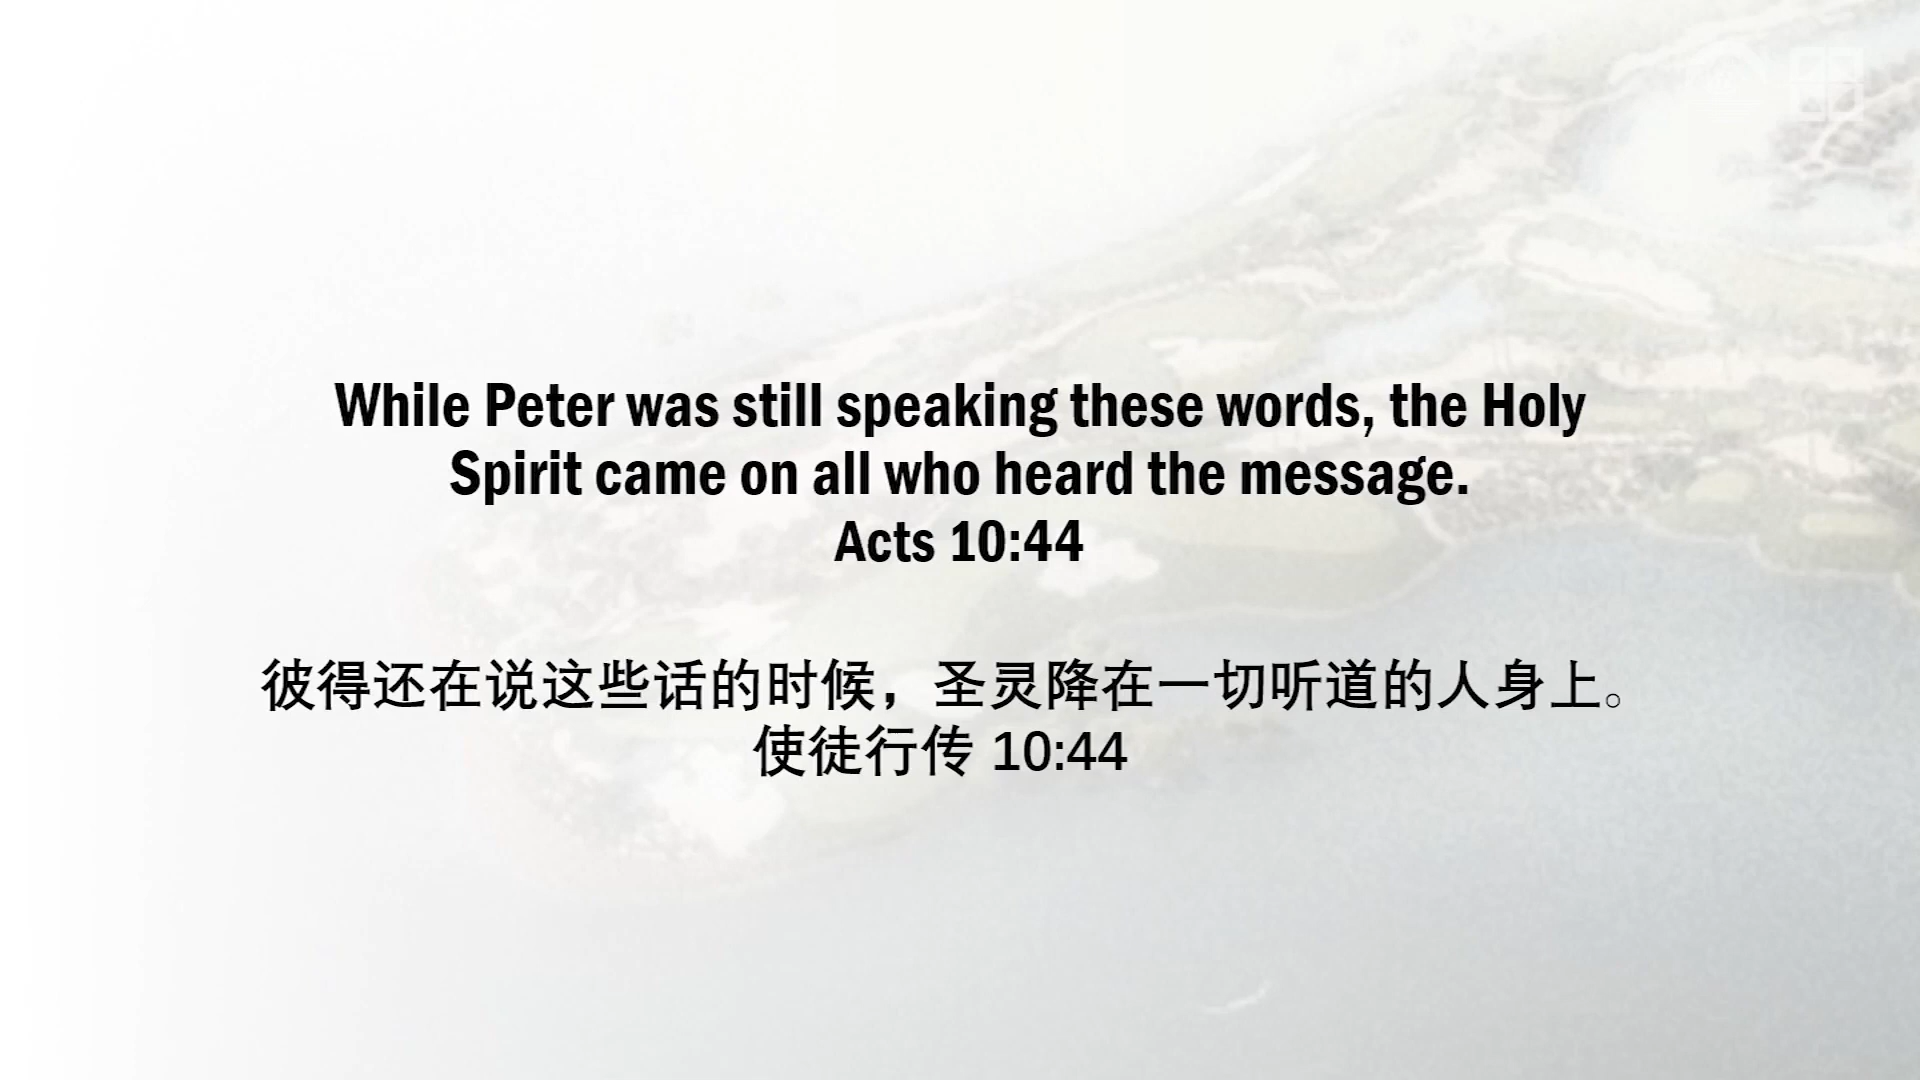 While Peter was still speaking these words, the Holy
Spirit came on all who heard the message.
Acts 10:44
彼得还在说这些话的时候，圣灵降在一切听道的人身上。
使徒行传 10:44